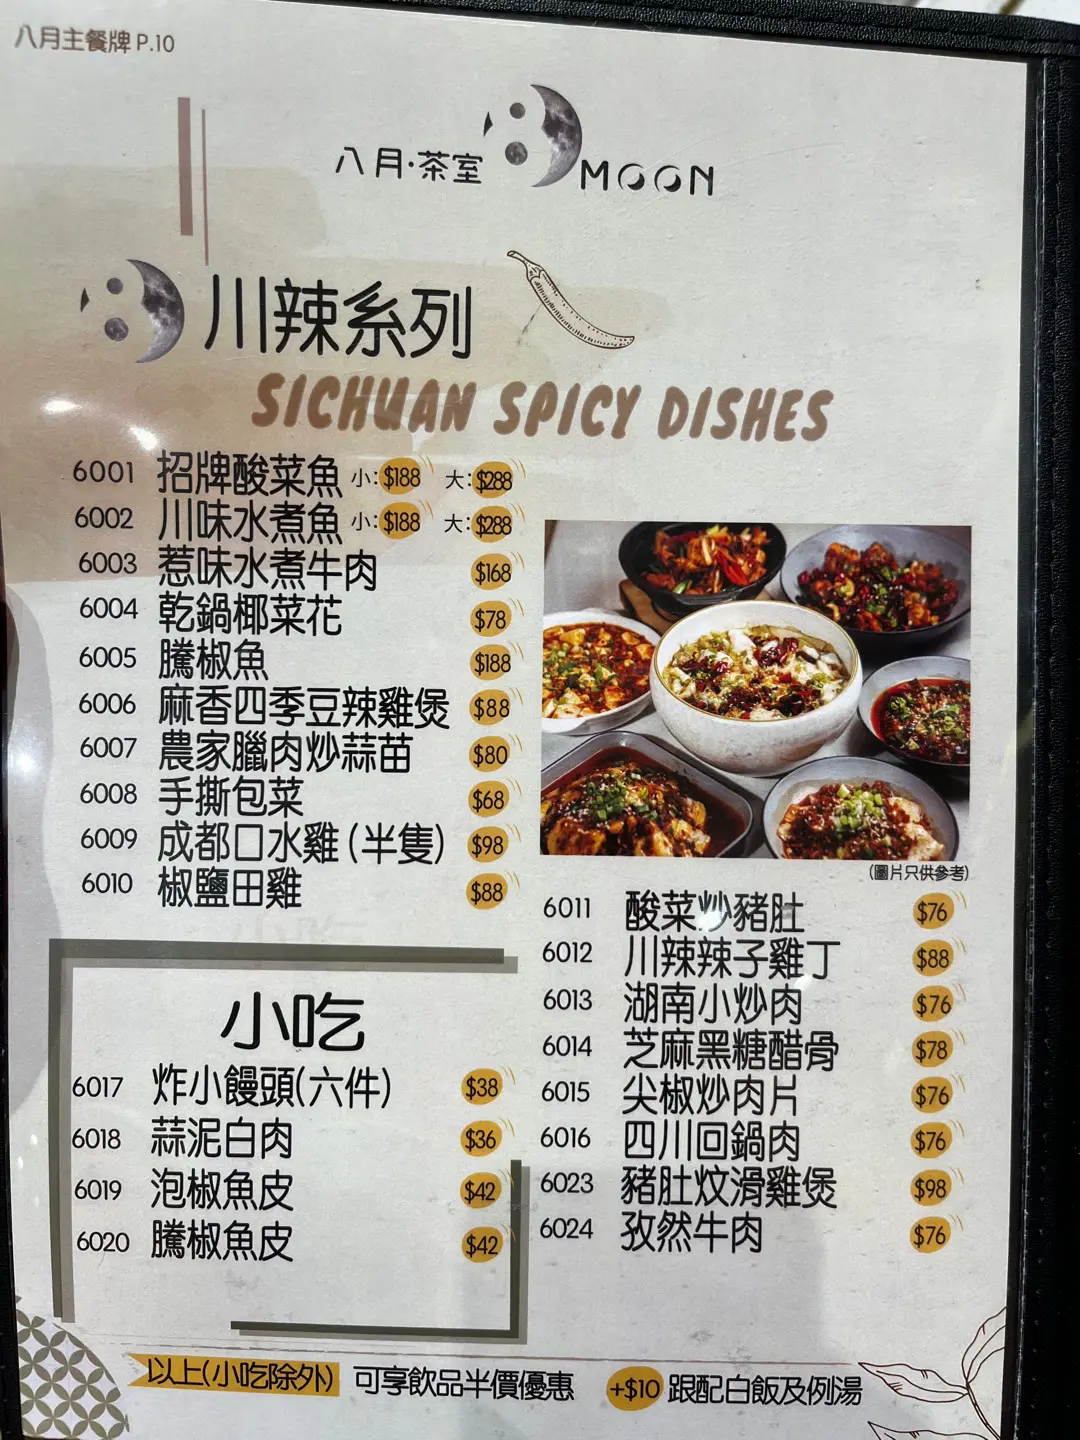 八月主餐牌 P.10
八月·茶室 MOON
川辣系列
SICHUAN SPICY DISHES
6001 招牌酸菜魚 小:$188 大:$288
6002 川味水煮魚 小:$188 大:$288
6003 惹味水煮牛肉 $168
6004 乾鍋椰菜花 $78
6005 騰椒魚 $188
6006 麻香四季豆辣雞煲 $88
6007 農家臘肉炒蒜苗 $80
6008 手撕包菜 $68
6009 成都口水雞(半隻) $98
6010 椒鹽田雞 $88
(圖片只供參考)
6011 酸菜炒豬肚 $76
6012 川辣辣子雞丁 $88
6013 湖南小炒肉 $76
6014 芝麻黑糖醋骨 $78
6015 尖椒炒肉片 $76
6016 四川回鍋肉 $76
6023 豬肚炆滑雞煲 $98
6024 孜然牛肉 $76
小吃
6017 炸小饅頭(六件) $38
6018 蒜泥白肉 $36
6019 泡椒魚皮 $42
6020 騰椒魚皮 $42
以上(小吃除外) 可享飲品半價優惠 +$10 跟配白飯及例湯